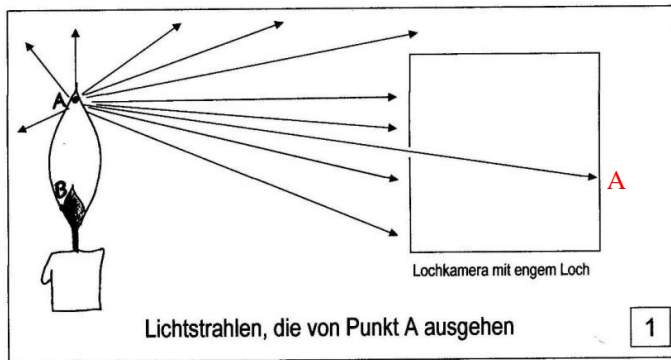 A
A
B
Lochkamera mit engem Loch
Lichtstrahlen, die von Punkt A ausgehen
1